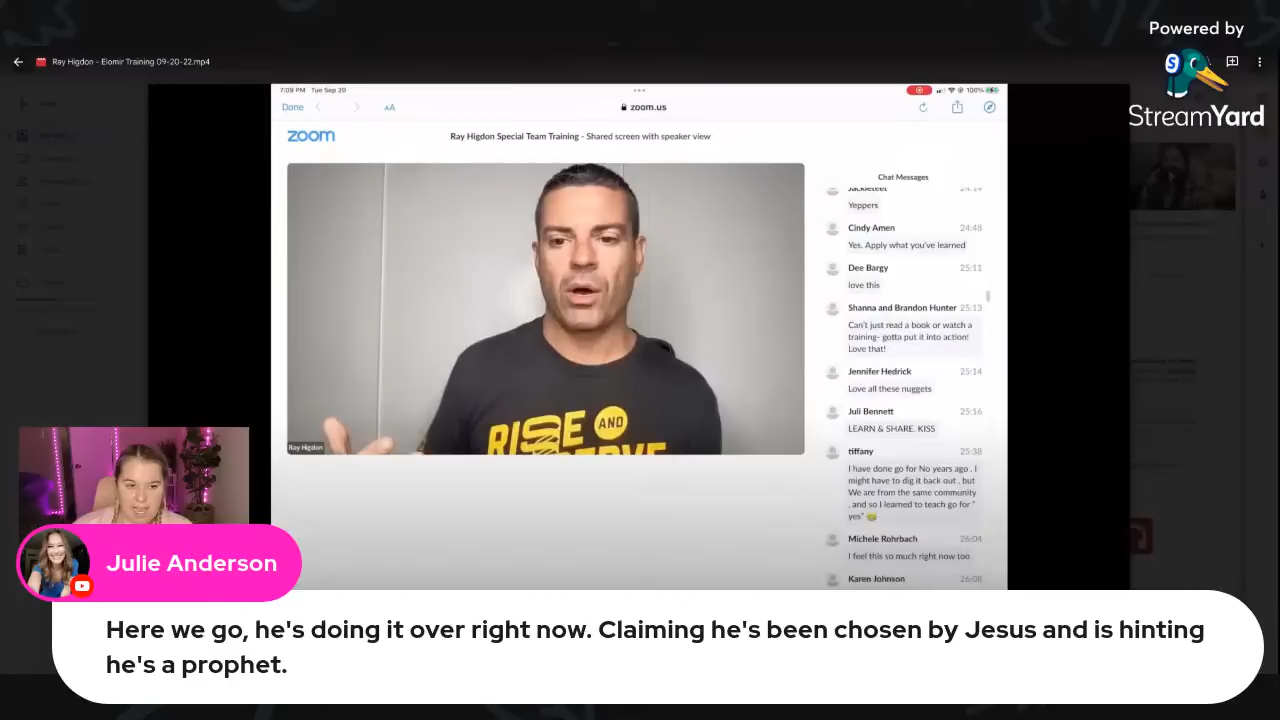 Powered by
StreamYard
Ray Higdon - Elomir Training 09-20-22.mp4
7:09 PM Tue Sep 20
100%
Done
AA
zoom.us
zoom
Ray Higdon Special Team Training - Shared screen with speaker view
Chat Messages
Jackieteet 24:14
Yeppers
Cindy Amen 24:48
Yes. Apply what you've learned
Dee Bargy 25:11
love this
Shanna and Brandon Hunter 25:13
Can't just read a book or watch a
training- gotta put it into action!
Love that!
Jennifer Hedrick 25:14
Love all these nuggets
Juli Bennett 25:16
LEARN & SHARE. KISS
tiffany 25:38
I have done go for No years ago . I
might have to dig it back out . but
We are from the same community
. and so I learned to teach go for "
yes"
Michele Rohrbach 26:04
I feel this so much right now too
Karen Johnson 26:08
RISE AND
Ray Higdon
Julie Anderson
Here we go, he's doing it over right now. Claiming he's been chosen by Jesus and is hinting
he's a prophet.